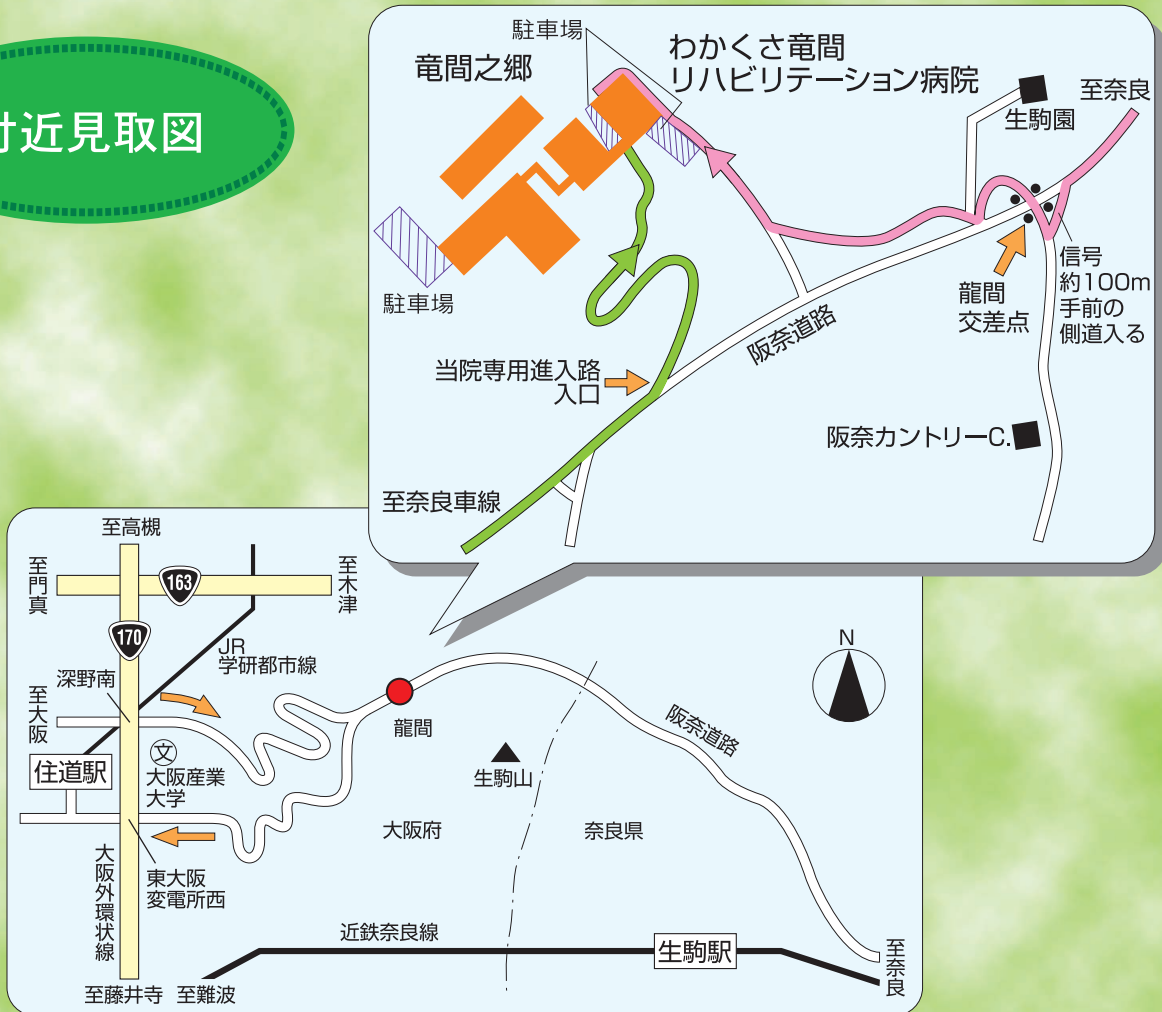 付近見取図
駐車場
竜間之郷
わかくさ竜間
リハビリテーション病院
生駒園
至奈良
駐車場
信号
約100m
手前の
側道入る
龍間
交差点
阪奈道路
当院専用進入路
入口
阪奈カントリーC.
至奈良車線
至高槻
至門真
163
至木津
170
JR
学研都市線
深野南
至大阪
龍間
N
阪奈道路
住道駅
文
大阪産業
大学
生駒山
大阪府
奈良県
大阪外環状線
東大阪
変電所西
近鉄奈良線
生駒駅
至奈良
至藤井寺
至難波